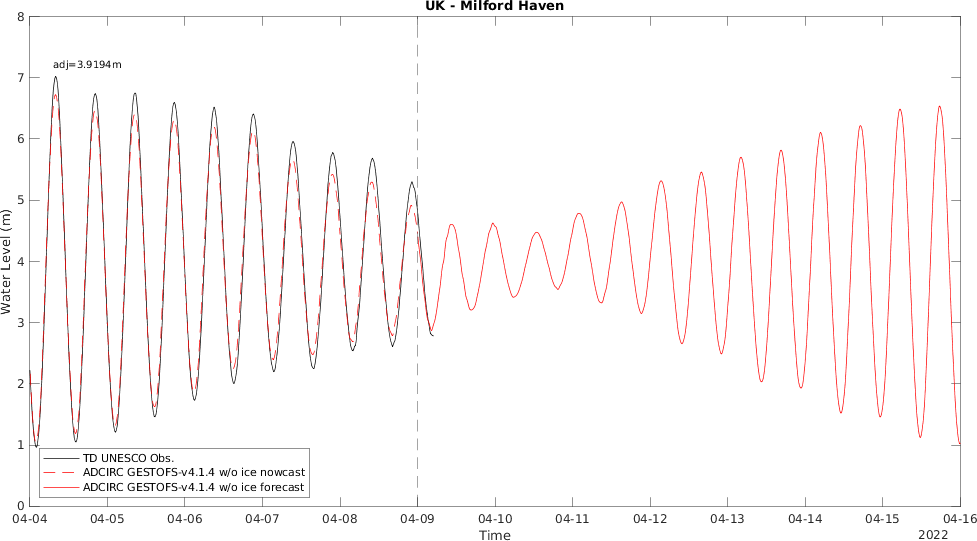 UK - Milford Haven
adj=3.9194m
8
7
6
5
4
3
2
1
0
Water Level (m)
TD UNESCO Obs.
ADCIRC GESTOFS-v4.1.4 w/o ice nowcast
ADCIRC GESTOFS-v4.1.4 w/o ice forecast
04-04 04-05 04-06 04-07 04-08 04-09 04-10 04-11 04-12 04-13 04-14 04-15 04-16
Time
2022